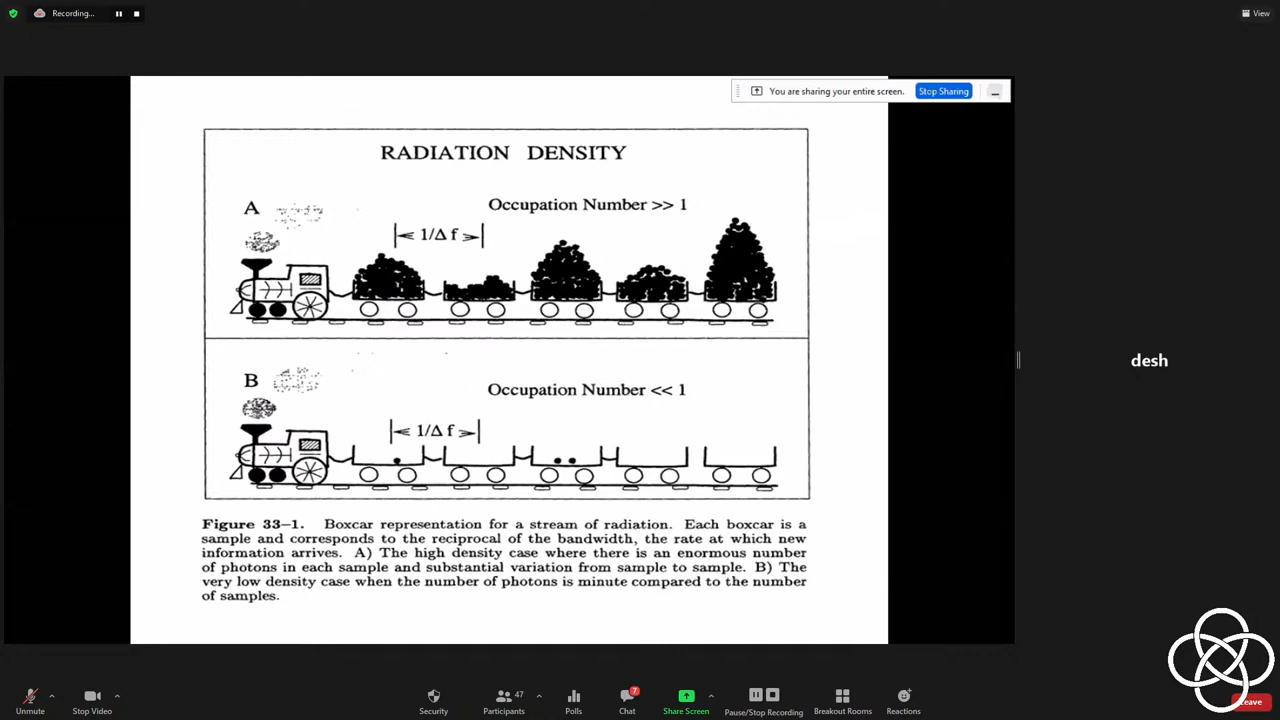 Recording...
View
You are sharing your entire screen.
Stop Sharing
RADIATION DENSITY
A
Occupation Number >> 1
1/Δ f
B
Occupation Number << 1
1/Δ f
Figure 33–1. Boxcar representation for a stream of radiation. Each boxcar is a
sample and corresponds to the reciprocal of the bandwidth, the rate at which new
information arrives. A) The high density case where there is an enormous number
of photons in each sample and substantial variation from sample to sample. B) The
very low density case when the number of photons is minute compared to the number
of samples.
desh
Unmute
Stop Video
Security
Participants
47
Polls
Chat
7
Share Screen
Pause/Stop Recording
Breakout Rooms
Reactions
Leave